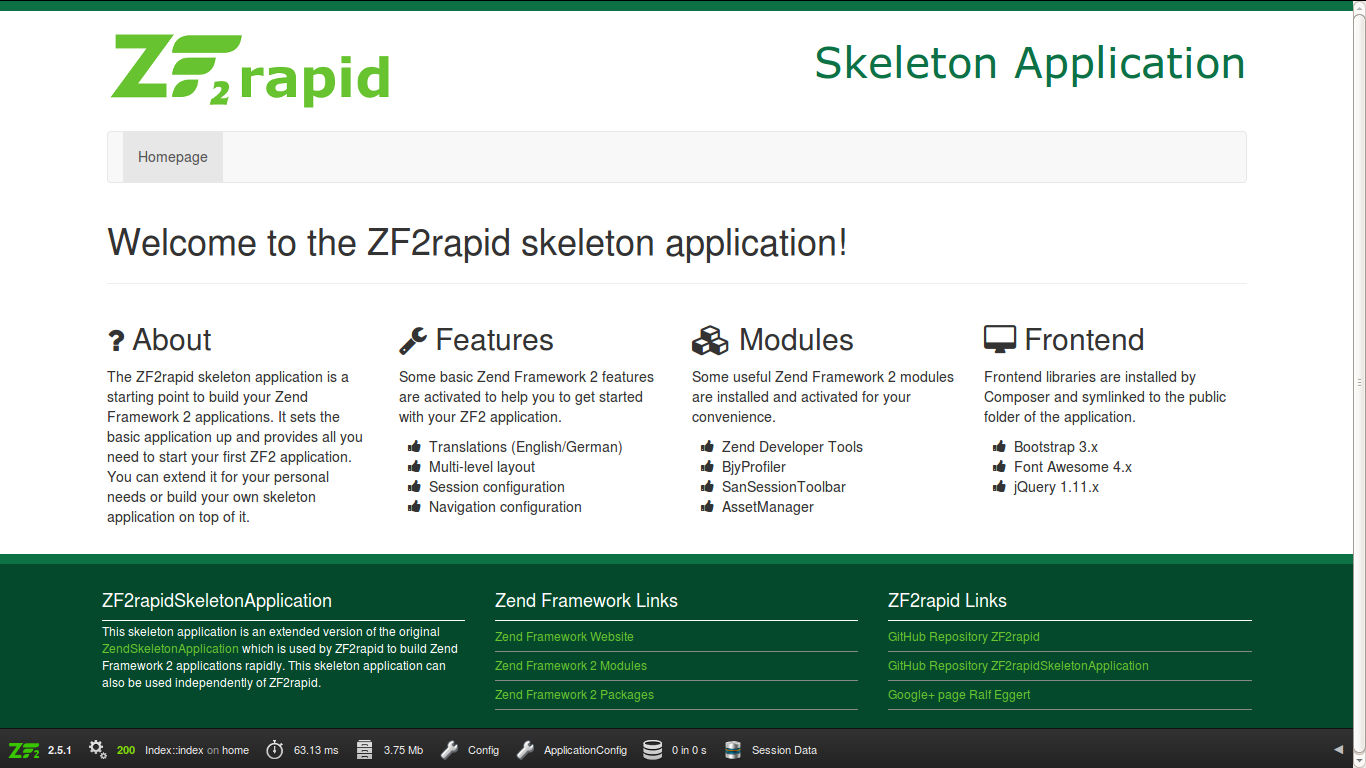 ZF2rapid
Skeleton Application
Homepage
Welcome to the ZF2rapid skeleton application!
? About
The ZF2rapid skeleton application is a
starting point to build your Zend
Framework 2 applications. It sets the
basic application up and provides all you
need to start your first ZF2 application.
You can extend it for your personal
needs or build your own skeleton
application on top of it.
Features
Some basic Zend Framework 2 features
are activated to help you to get started
with your ZF2 application.
Translations (English/German)
Multi-level layout
Session configuration
Navigation configuration
Modules
Some useful Zend Framework 2 modules
are installed and activated for your
convenience.
Zend Developer Tools
BjyProfiler
SanSessionToolbar
AssetManager
Frontend
Frontend libraries are installed by
Composer and symlinked to the public
folder of the application.
Bootstrap 3.x
Font Awesome 4.x
jQuery 1.11.x
ZF2rapidSkeletonApplication
This skeleton application is an extended version of the original
ZendSkeletonApplication which is used by ZF2rapid to build Zend
Framework 2 applications rapidly. This skeleton application can
also be used independently of ZF2rapid.
Zend Framework Links
Zend Framework Website
Zend Framework 2 Modules
Zend Framework 2 Packages
ZF2rapid Links
GitHub Repository ZF2rapid
GitHub Repository ZF2rapidSkeletonApplication
Google+ page Ralf Eggert
ZF2 2.5.1 200 Index::index on home 63.13 ms 3.75 Mb Config ApplicationConfig 0 in 0 s Session Data